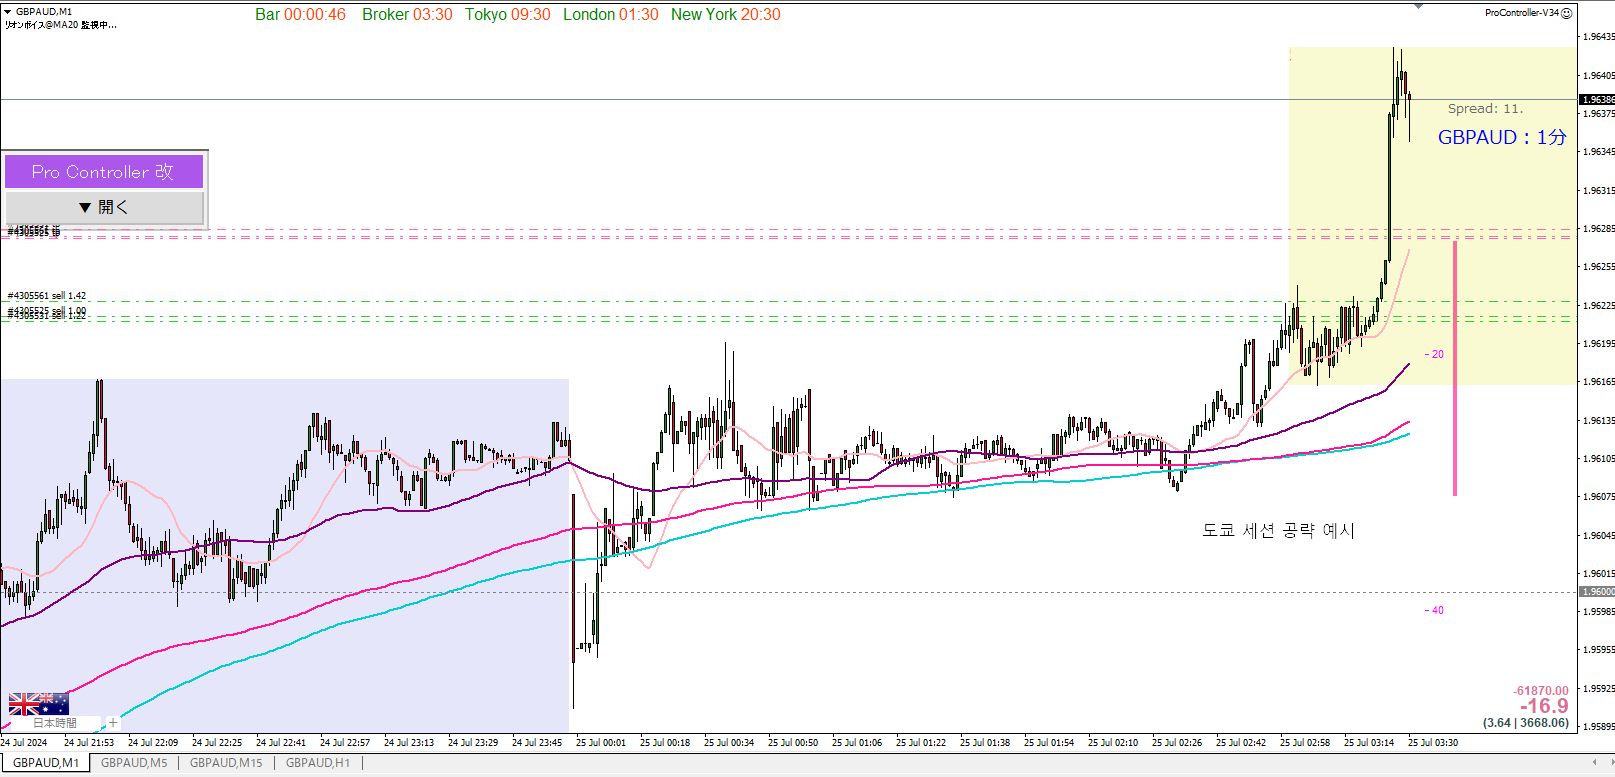 GBPAUD,M1
リオンボイス@MA20 監視中...
Bar 00:00:46 Broker 03:30 Tokyo 09:30 London 01:30 New York 20:30
ProController-V34
1.96435
1.96405
1.96386
1.96375
Spread: 11.
GBPAUD : 1分
1.96345
Pro Controller 改
▼ 開く
1.96315
1.96285
1.96255
#4305561 sell 1.42
1.96225
#4305525 sell 1.00
#4305531 sell 1.22
1.96195
- 20
1.96165
1.96135
1.96105
1.96075
도쿄 세션 공략 예시
1.96045
1.96015
1.96000
1.95985
- 40
1.95955
1.95925
-61870.00
-16.9
(3.64 | 3668.06)
日本時間 +
1.95895
24 Jul 2024 24 Jul 21:53 24 Jul 22:09 24 Jul 22:25 24 Jul 22:41 24 Jul 22:57 24 Jul 23:13 24 Jul 23:29 24 Jul 23:45 25 Jul 00:01 25 Jul 00:18 25 Jul 00:34 25 Jul 00:50 25 Jul 01:06 25 Jul 01:22 25 Jul 01:38 25 Jul 01:54 25 Jul 02:10 25 Jul 02:26 25 Jul 02:42 25 Jul 02:58 25 Jul 03:14 25 Jul 03:30
GBPAUD,M1 GBPAUD,M5 GBPAUD,M15 GBPAUD,H1